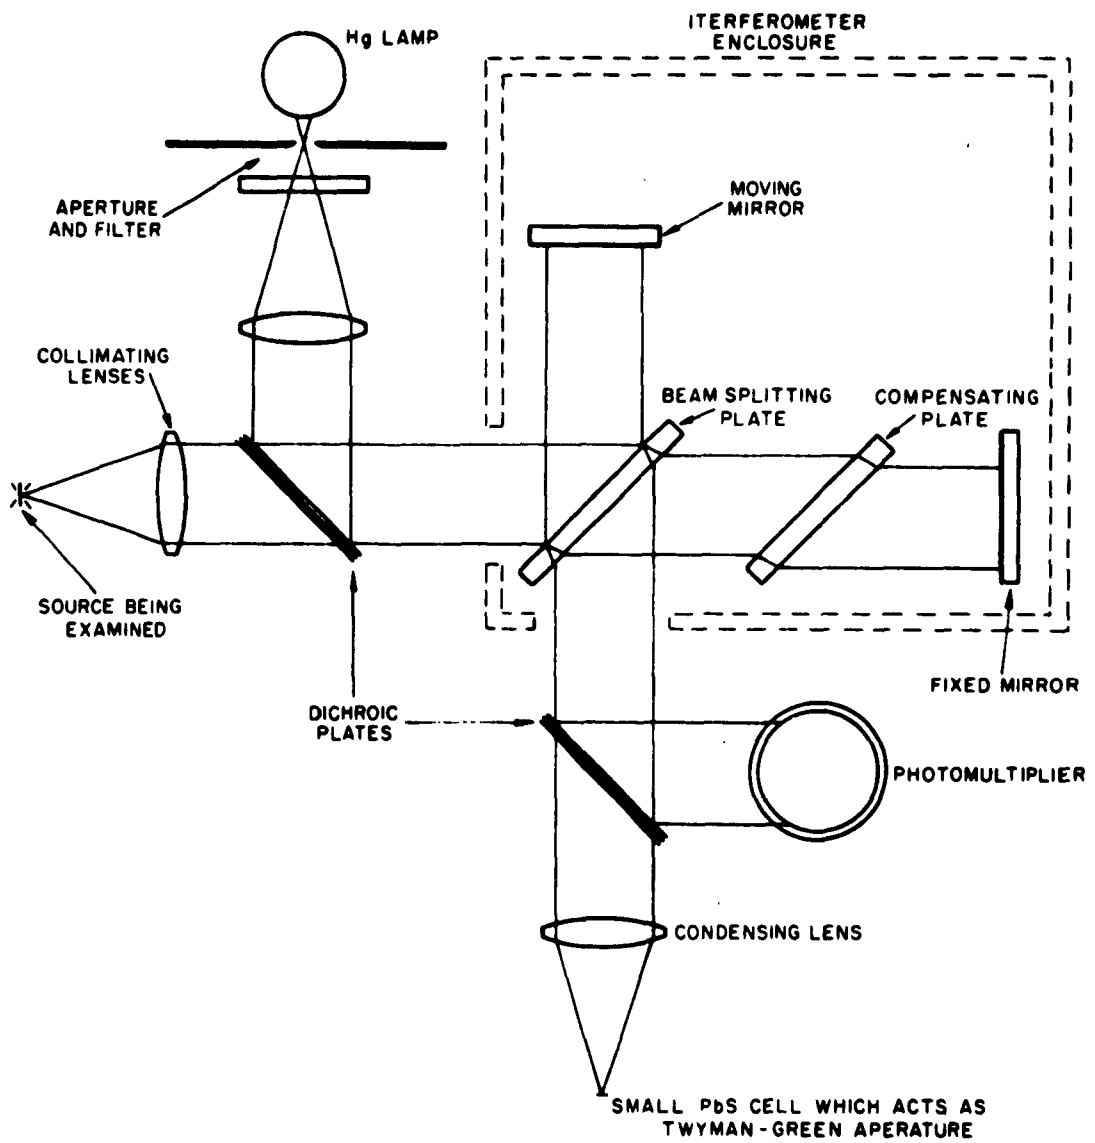 ITERFEROMETER
ENCLOSURE
Hg LAMP
APERTURE
AND FILTER
MOVING
MIRROR
COLLIMATING
LENSES
BEAM SPLITTING
PLATE
COMPENSATING
PLATE
SOURCE BEING
EXAMINED
FIXED MIRROR
DICHROIC
PLATES
PHOTOMULTIPLIER
CONDENSING LENS
SMALL PbS CELL WHICH ACTS AS
TWYMAN-GREEN APERATURE